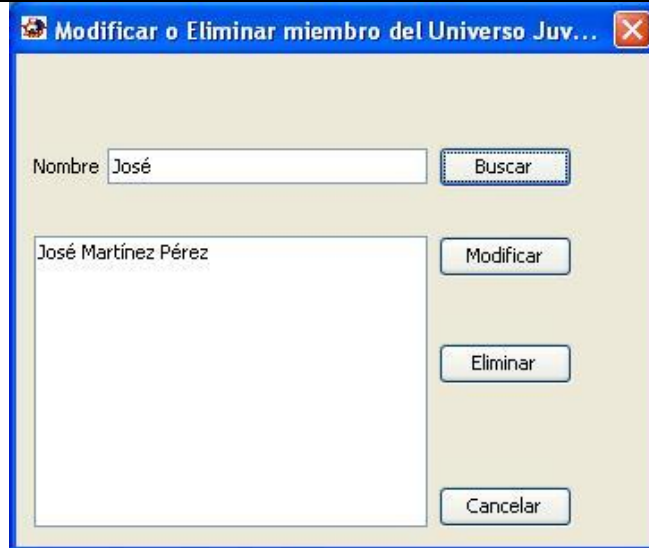 Modificar o Eliminar miembro del Universo Juv...
Nombre José Buscar
José Martínez Pérez Modificar
Eliminar
Cancelar